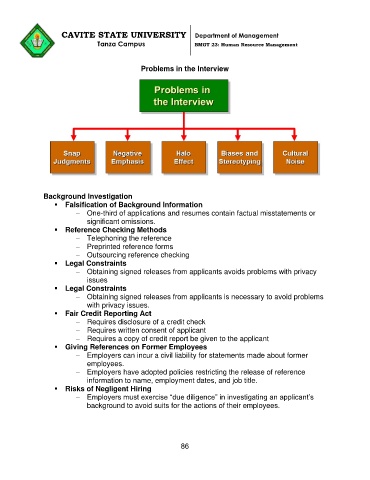 CAVITE STATE UNIVERSITY
Tanza Campus
Department of Management
BMGT 23: Human Resource Management
Problems in the Interview
Problems in
the Interview
Snap
Judgments
Negative
Emphasis
Halo
Effect
Biases and
Stereotyping
Cultural
Noise
Background Investigation
▪ Falsification of Background Information
– One-third of applications and resumes contain factual misstatements or
significant omissions.
▪ Reference Checking Methods
– Telephoning the reference
– Preprinted reference forms
– Outsourcing reference checking
▪ Legal Constraints
– Obtaining signed releases from applicants avoids problems with privacy
issues
▪ Legal Constraints
– Obtaining signed releases from applicants is necessary to avoid problems
with privacy issues.
▪ Fair Credit Reporting Act
– Requires disclosure of a credit check
– Requires written consent of applicant
– Requires a copy of credit report be given to the applicant
▪ Giving References on Former Employees
– Employers can incur a civil liability for statements made about former
employees.
– Employers have adopted policies restricting the release of reference
information to name, employment dates, and job title.
▪ Risks of Negligent Hiring
– Employers must exercise “due diligence” in investigating an applicant’s
background to avoid suits for the actions of their employees.
86